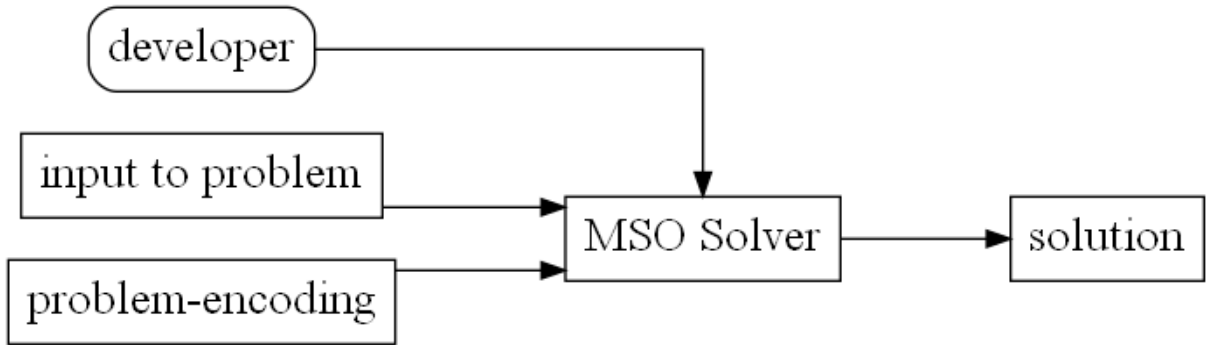 developer
input to problem
MSO Solver
solution
problem-encoding